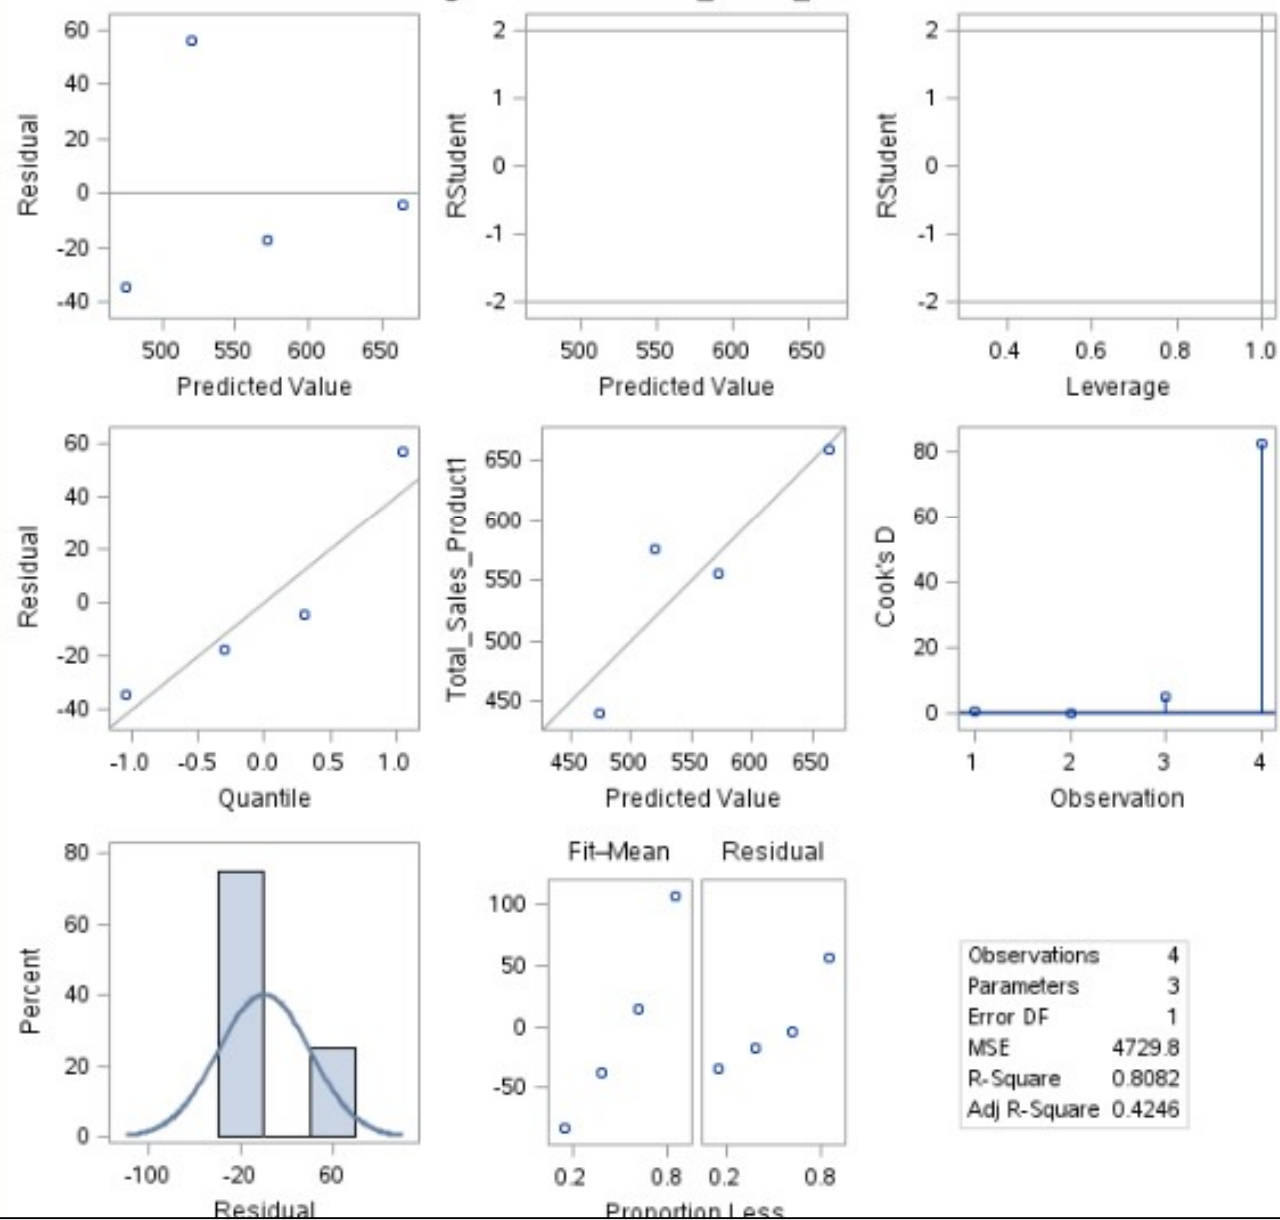 60
40
20
0
-20
-40
Residual
500 550 600 650
Predicted Value
2
1
0
-1
-2
RStudent
500 550 600 650
Predicted Value
2
1
0
-1
-2
RStudent
0.4 0.6 0.8 1.0
Leverage
60
40
20
0
-20
-40
Residual
-1.0 -0.5 0.0 0.5 1.0
Quantile
650
600
550
500
450
Total_Sales_Product1
450 500 550 600 650
Predicted Value
80
60
40
20
0
Cook's D
1 2 3 4
Observation
80
60
40
20
0
Percent
-100 -20 60
Residual
Fit–Mean Residual
100
50
0
-50
0.2 0.8 0.2 0.8
Proportion Less
Observations 4
Parameters 3
Error DF 1
MSE 4729.8
R-Square 0.8082
Adj R-Square 0.4246